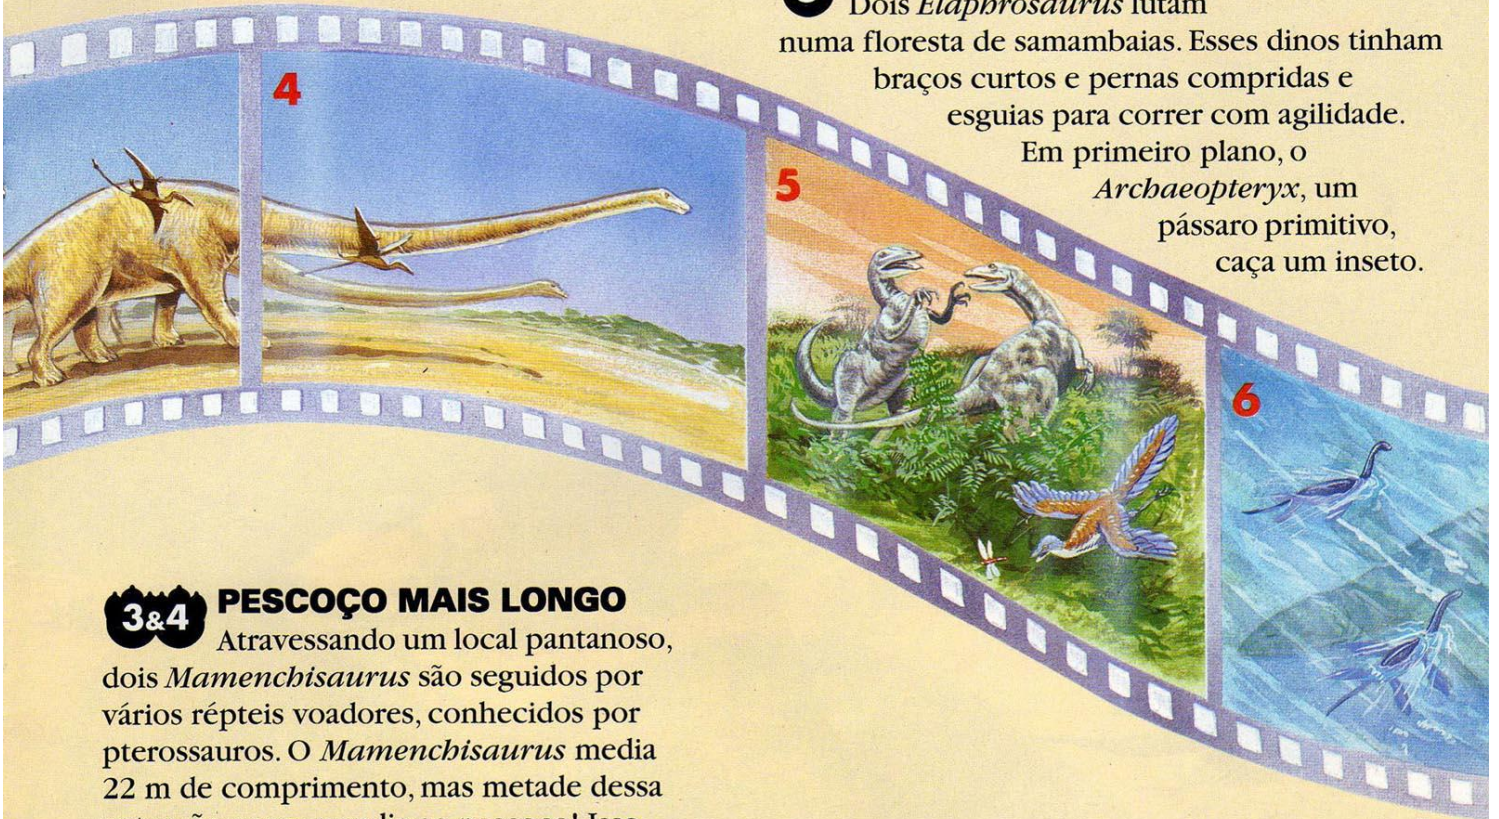 Dois Elaphrosaurus lutam
numa floresta de samambaias. Esses dinos tinham
braços curtos e pernas compridas e
esguias para correr com agilidade.
Em primeiro plano, o
Archaeopteryx, um
pássaro primitivo,
caça um inseto.
4
5
6
3&4 PESCOÇO MAIS LONGO
Atravessando um local pantanoso,
dois Mamenchisaurus são seguidos por
vários répteis voadores, conhecidos por
pterossauros. O Mamenchisaurus media
22 m de comprimento, mas metade dessa